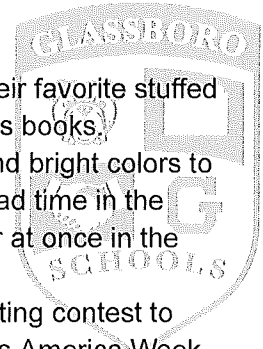 GLASSBORO
eir favorite stuffed
s books.
nd bright colors to
ad time in the
r at once in the
G
SCHOOLS
ting contest to
s America Week